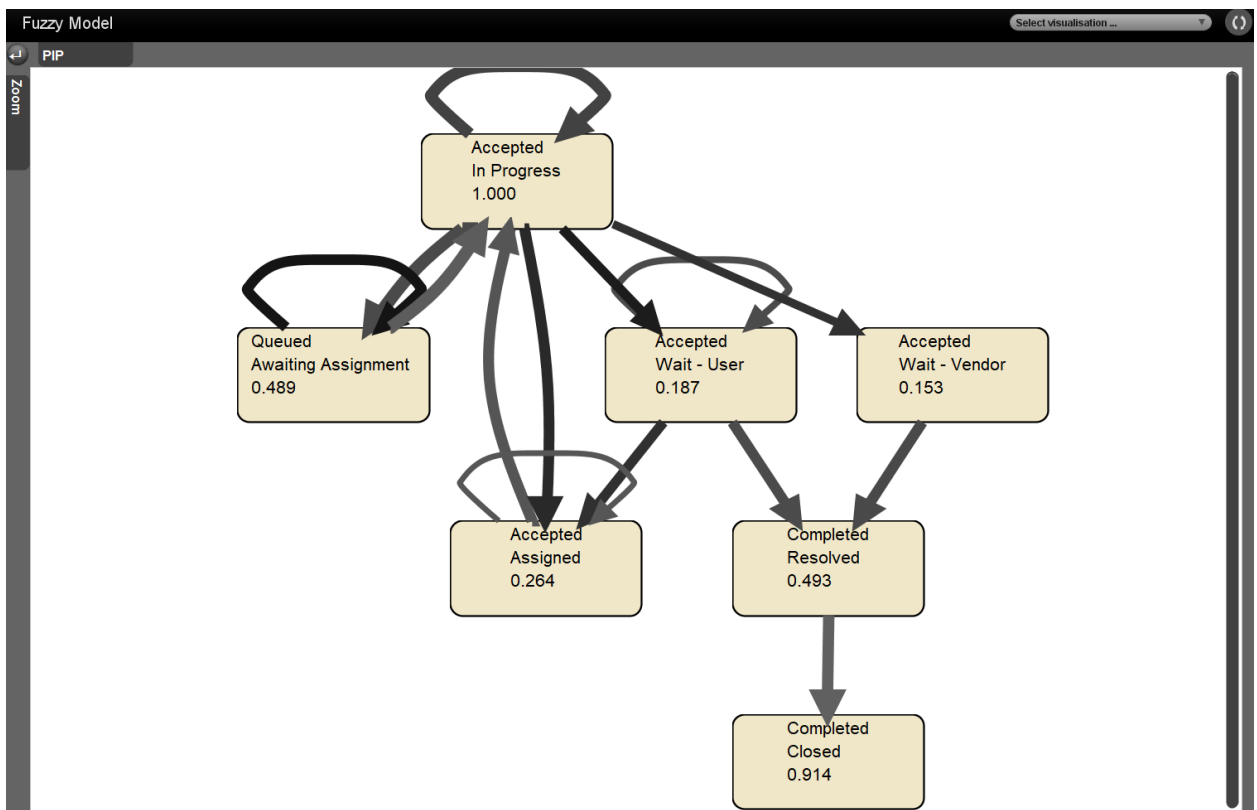 Fuzzy Model
Select visualisation ...
PIP
Zoom
Accepted
In Progress
1.000
Queued
Awaiting Assignment
0.489
Accepted
Wait - User
0.187
Accepted
Wait - Vendor
0.153
Accepted
Assigned
0.264
Completed
Resolved
0.493
Completed
Closed
0.914